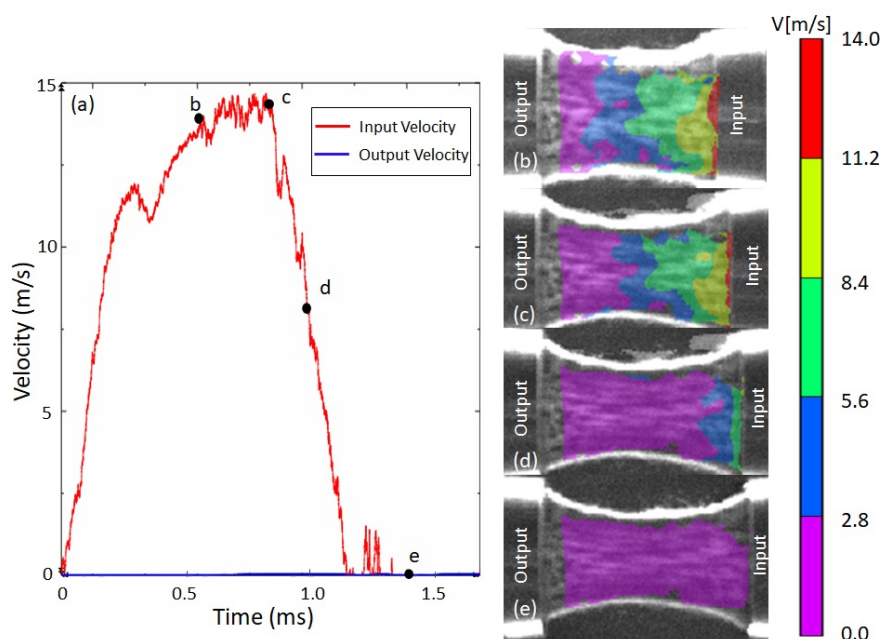 (a)
15
10
5
0
Velocity (m/s)
0
0.5
1.0
1.5
Time (ms)
b
c
d
e
Input Velocity
Output Velocity
Output
Input
(b)
Output
Input
(c)
Output
Input
(d)
Output
Input
(e)
V[m/s]
14.0
11.2
8.4
5.6
2.8
0.0